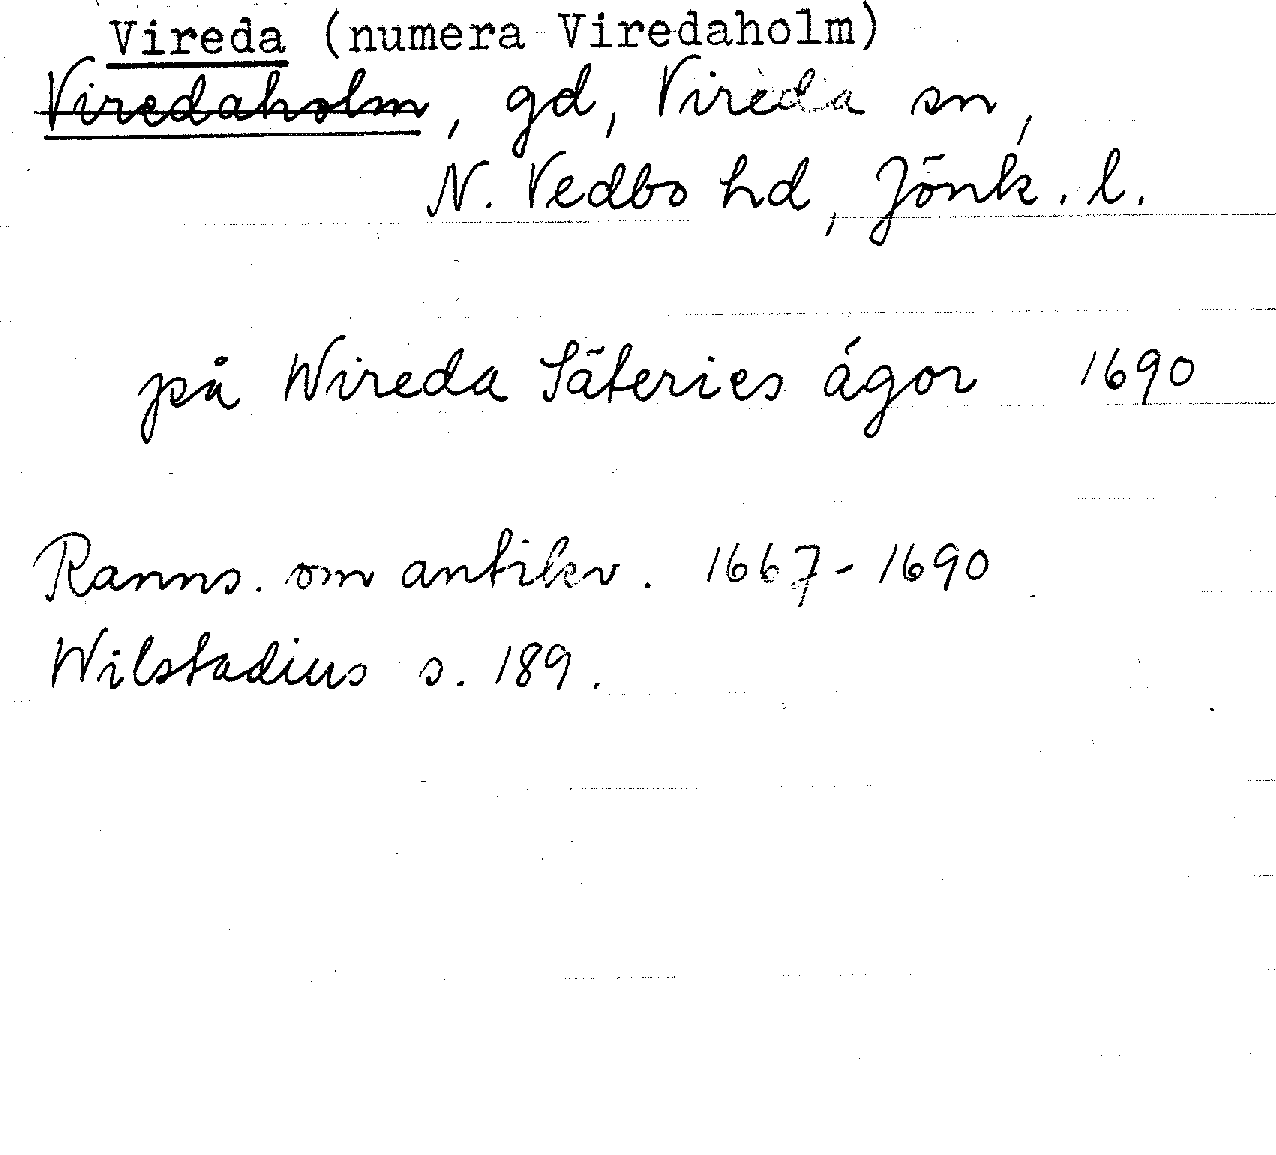 Vireda (numera Viredaholm)
Viredaholm, gd, Vireda sn,
N. Vedbo hd, Jönk. l.
på Wireda Säteries ágor 1690
Ranns. om antikv. 1667-1690
Wilstadius s. 189.